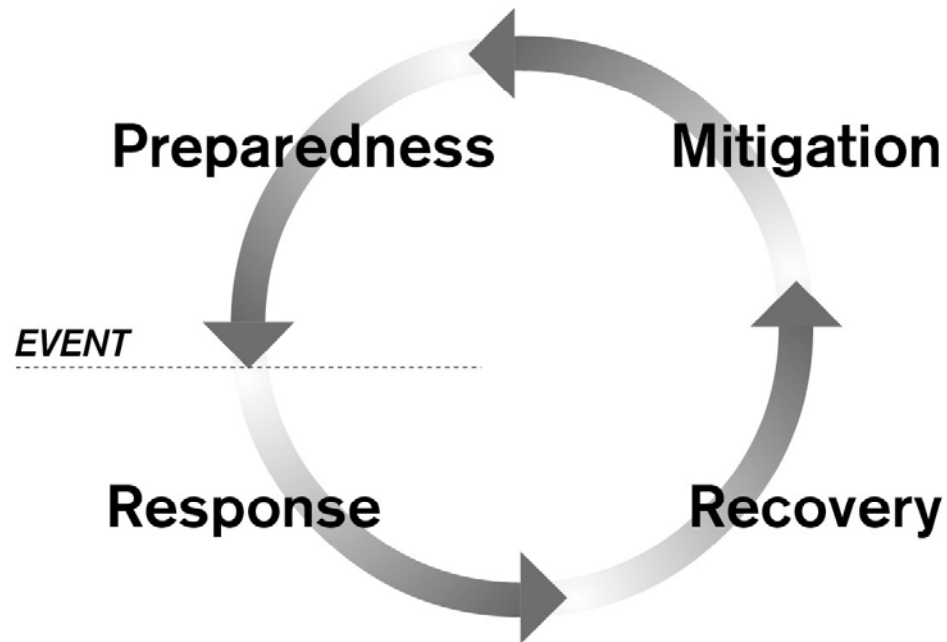 Preparedness
Mitigation
EVENT
Response
Recovery